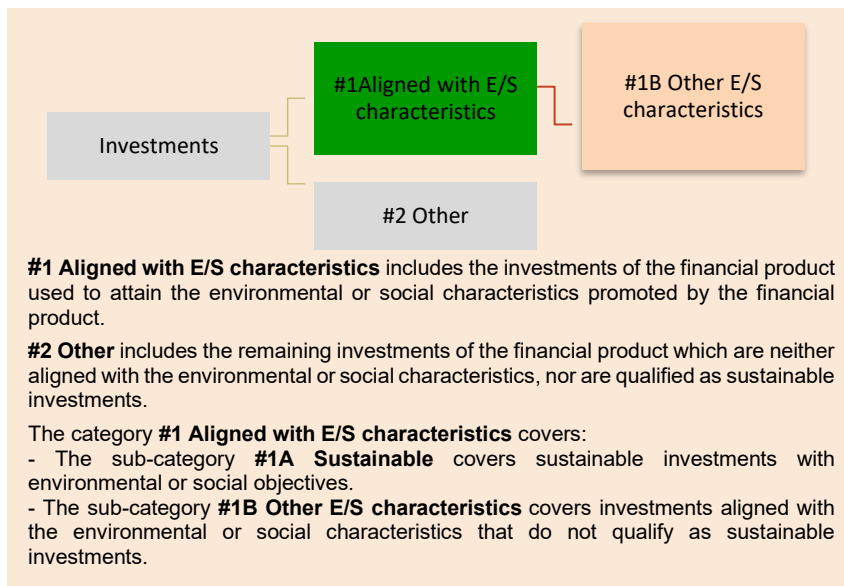 #1Aligned with E/S
characteristics
#1B Other E/S
characteristics
Investments
#2 Other
#1 Aligned with E/S characteristics includes the investments of the financial product
used to attain the environmental or social characteristics promoted by the financial
product.
#2 Other includes the remaining investments of the financial product which are neither
aligned with the environmental or social characteristics, nor are qualified as sustainable
investments.
The category #1 Aligned with E/S characteristics covers:
- The sub-category #1A Sustainable covers sustainable investments with
environmental or social objectives.
- The sub-category #1B Other E/S characteristics covers investments aligned with
the environmental or social characteristics that do not qualify as sustainable
investments.